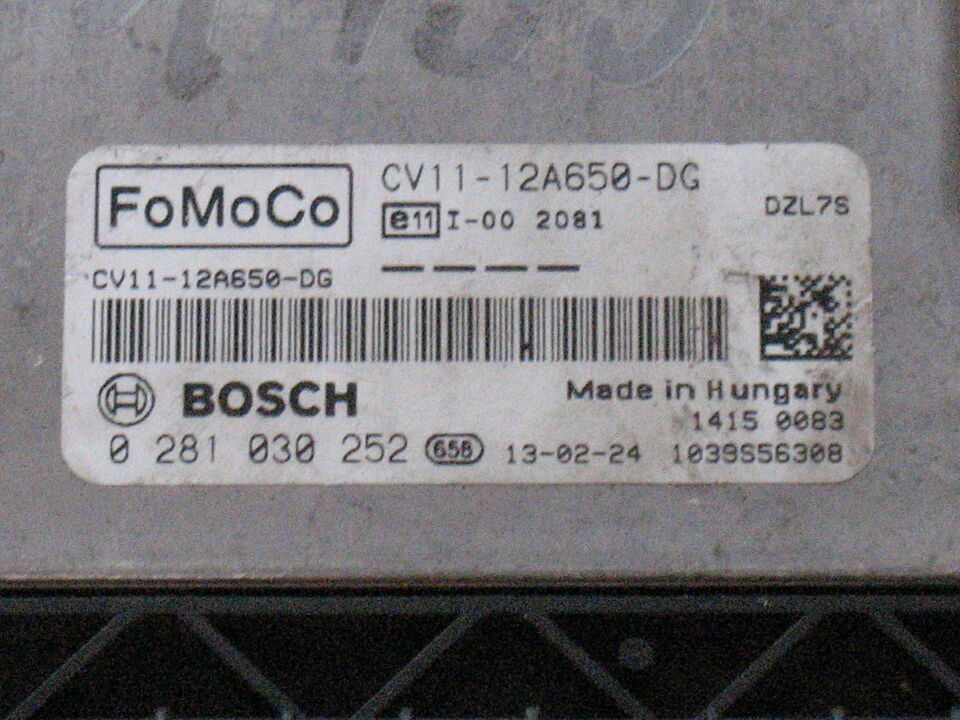 FoMoCo
CV11-12A650-DG
e11 I-00 2081
DZL7S
CV11-12A650-DG
BOSCH
Made in Hungary
1415 0083
0 281 030 252 656 13-02-24 1039S56308